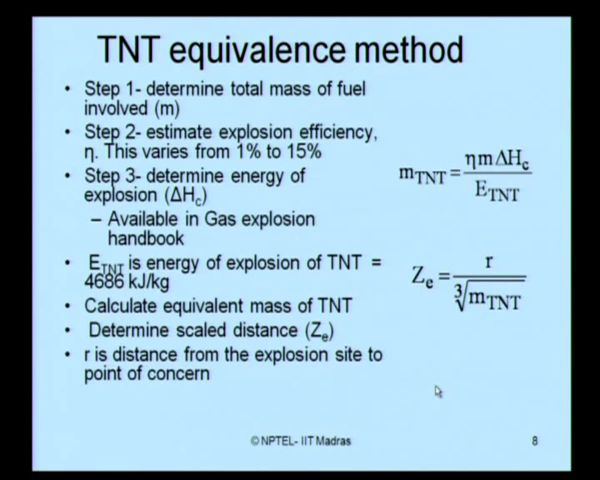 TNT equivalence method
• Step 1- determine total mass of fuel
involved (m)
• Step 2- estimate explosion efficiency,
η. This varies from 1% to 15%
• Step 3- determine energy of
explosion (ΔHc)
– Available in Gas explosion
handbook
• ETNT is energy of explosion of TNT =
4686 kJ/kg
• Calculate equivalent mass of TNT
• Determine scaled distance (Ze)
• r is distance from the explosion site to
point of concern
mTNT = ηmΔHc / ETNT
Ze = r / ∛mTNT
© NPTEL- IIT Madras
8